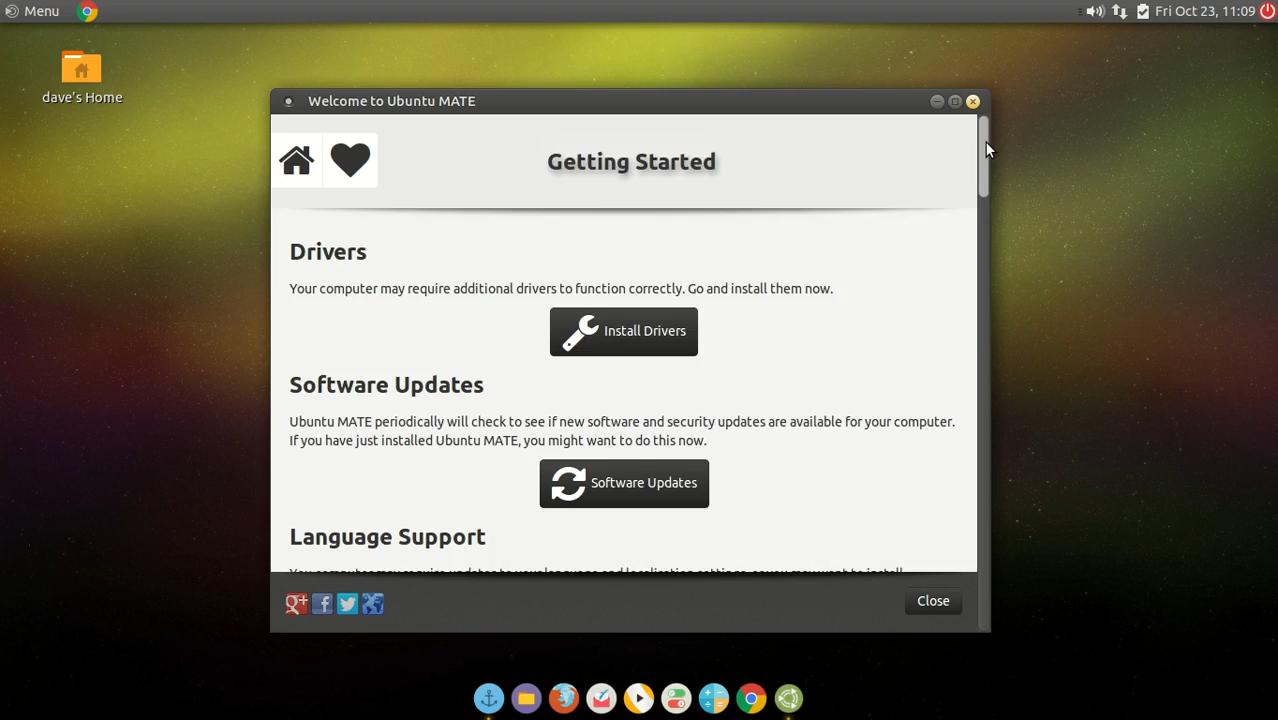 Menu
Fri Oct 23, 11:09
dave's Home
Welcome to Ubuntu MATE
Getting Started
Drivers
Your computer may require additional drivers to function correctly. Go and install them now.
Install Drivers
Software Updates
Ubuntu MATE periodically will check to see if new software and security updates are available for your computer.
If you have just installed Ubuntu MATE, you might want to do this now.
Software Updates
Language Support
Close